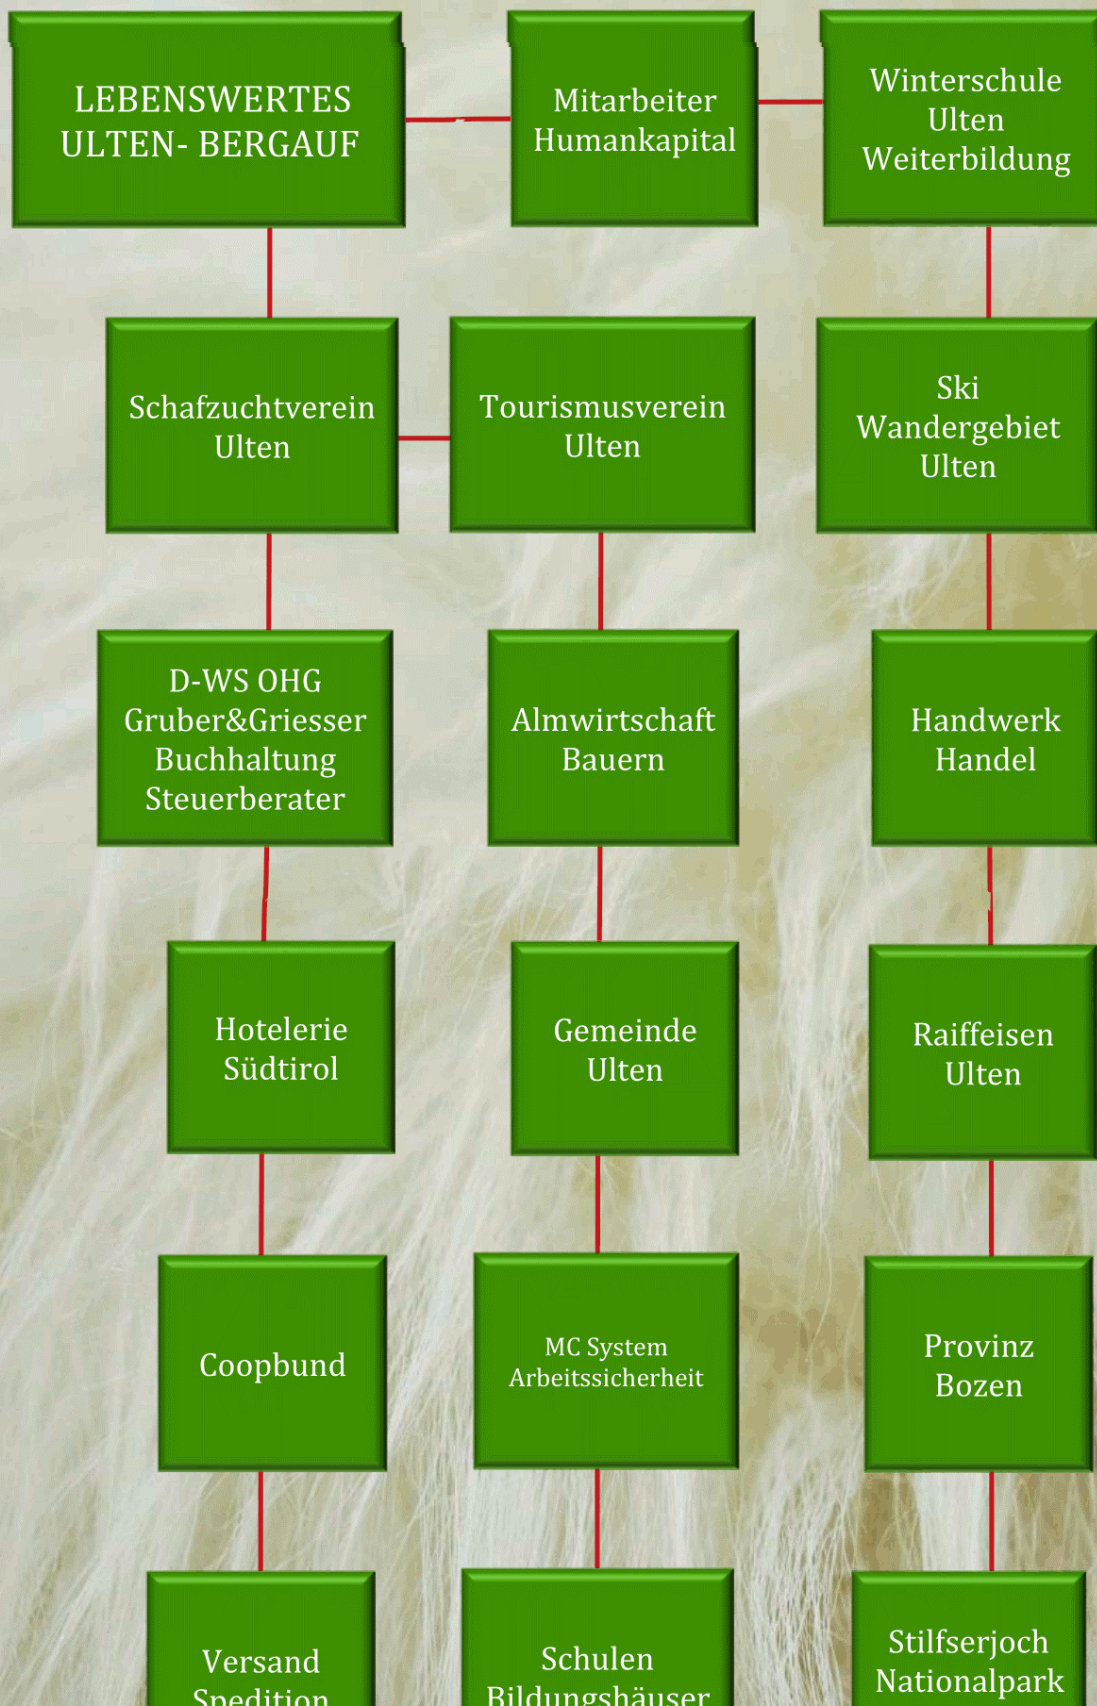 LEBENSWERTES
ULTEN- BERGAUF
Mitarbeiter
Humankapital
Winterschule
Ulten
Weiterbildung
Schafzuchtverein
Ulten
Tourismusverein
Ulten
Ski
Wandergebiet
Ulten
D-WS OHG
Gruber&Griesser
Buchhaltung
Steuerberater
Almwirtschaft
Bauern
Handwerk
Handel
Hotelerie
Südtirol
Gemeinde
Ulten
Raiffeisen
Ulten
Coopbund
MC System
Arbeitssicherheit
Provinz
Bozen
Versand
Spedition
Schulen
Bildungshäuser
Stilfserjoch
Nationalpark